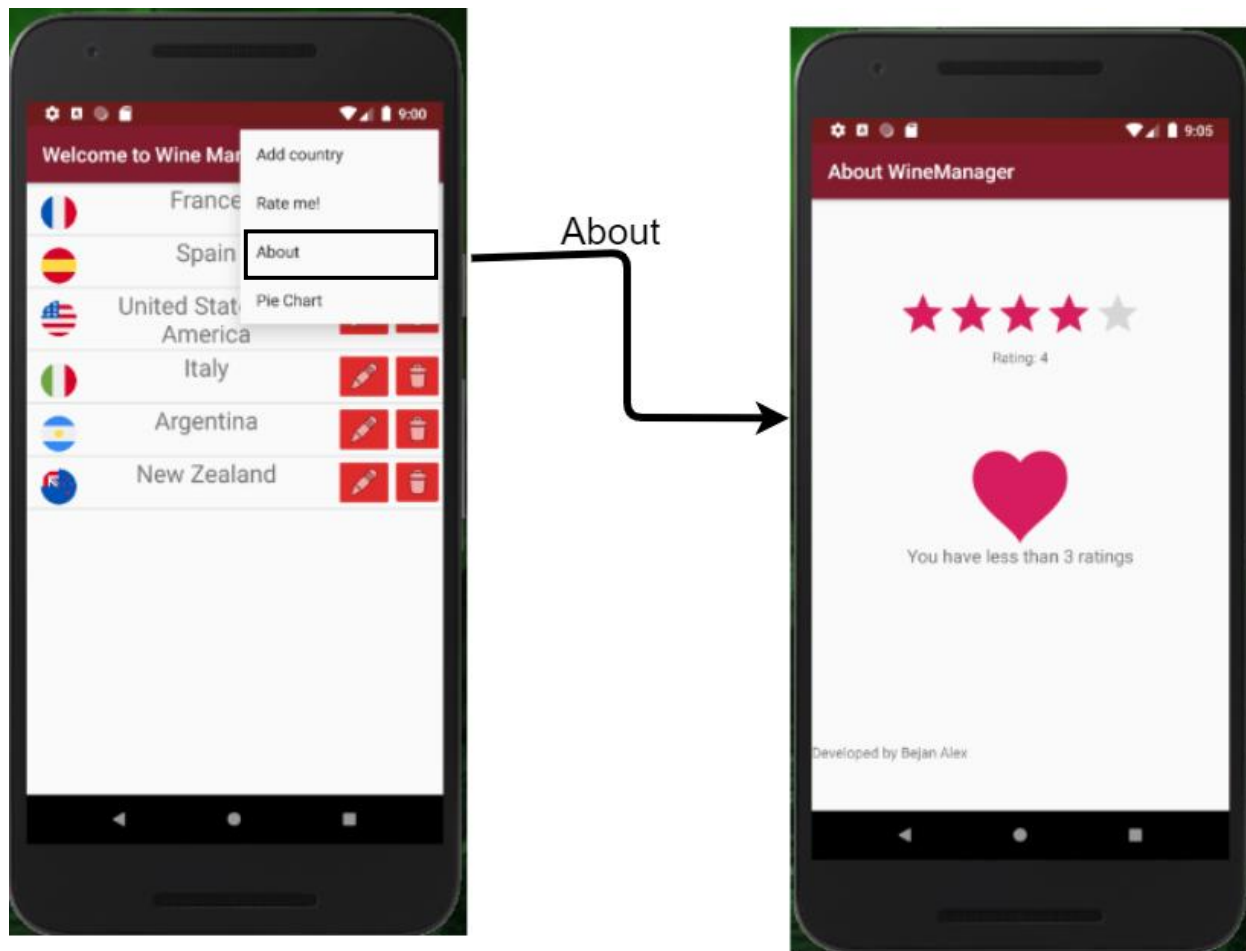 9:00
Welcome to Wine Mar
Add country
France
Rate me!
Spain
About
United Stat
Pie Chart
America
Italy
Argentina
New Zealand
About
9:05
About WineManager
Rating: 4
You have less than 3 ratings
Developed by Bejan Alex